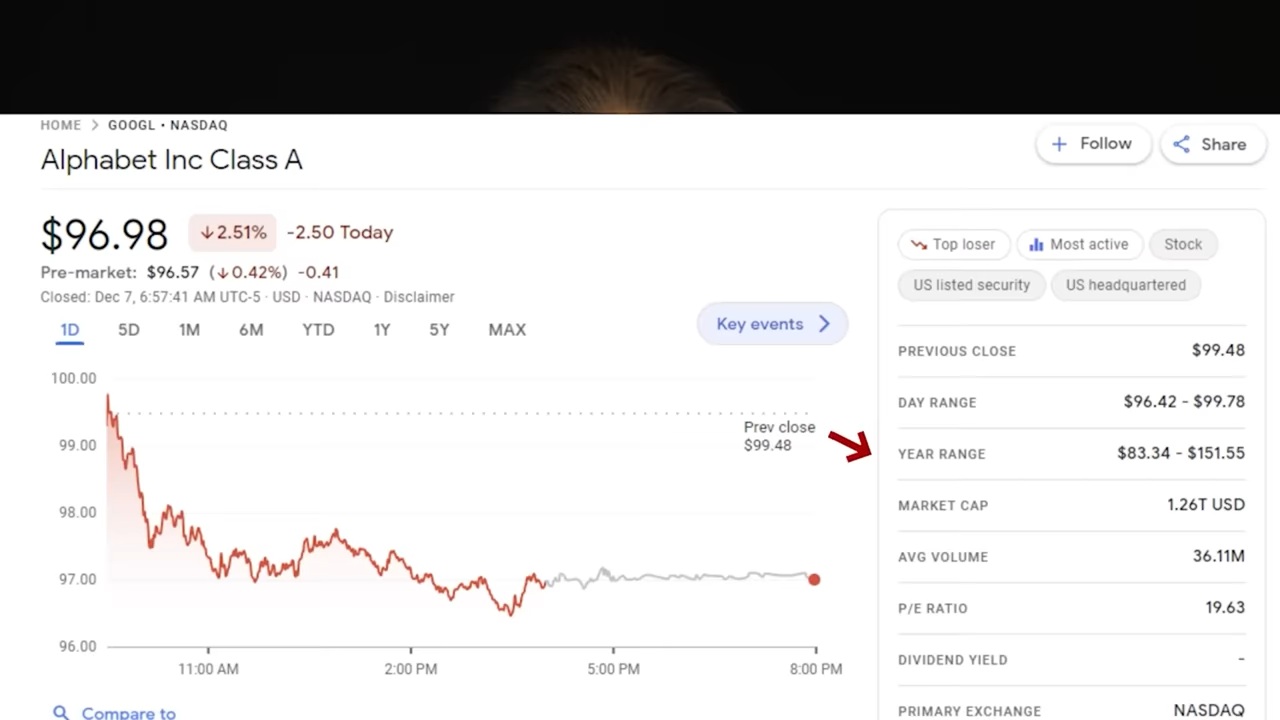 HOME > GOOGL • NASDAQ
Alphabet Inc Class A
+ Follow
Share
$96.98 ↓2.51% -2.50 Today
Pre-market: $96.57 (↓0.42%) -0.41
Closed: Dec 7, 6:57:41 AM UTC-5 · USD · NASDAQ · Disclaimer
1D 5D 1M 6M YTD 1Y 5Y MAX
Key events
100.00
99.00
98.00
97.00
96.00
Prev close
$99.48
11:00 AM 2:00 PM 5:00 PM 8:00 PM
Compare to
Top loser Most active Stock
US listed security US headquartered
PREVIOUS CLOSE $99.48
DAY RANGE $96.42 - $99.78
YEAR RANGE $83.34 - $151.55
MARKET CAP 1.26T USD
AVG VOLUME 36.11M
P/E RATIO 19.63
DIVIDEND YIELD -
PRIMARY EXCHANGE NASDAQ